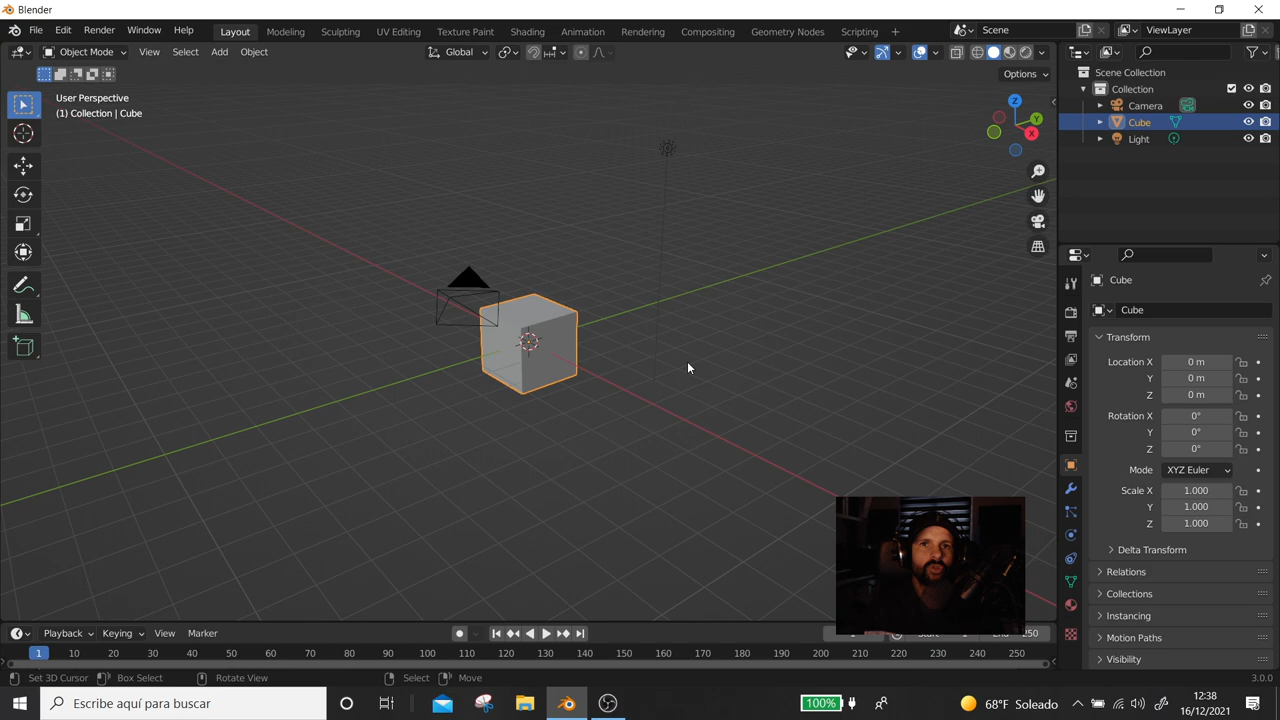 Blender
File Edit Render Window Help Layout Modeling Sculpting UV Editing Texture Paint Shading Animation Rendering Compositing Geometry Nodes Scripting + Scene ViewLayer
Object Mode View Select Add Object Global
Options
User Perspective
(1) Collection | Cube
Z
Y
X
Scene Collection
Collection
Camera
Cube
Light
Cube
Cube
Transform
Location X 0 m
Y 0 m
Z 0 m
Rotation X 0°
Y 0°
Z 0°
Mode XYZ Euler
Scale X 1.000
Y 1.000
Z 1.000
Delta Transform
Relations
Collections
Instancing
Motion Paths
Visibility
Playback Keying View Marker 1 Start 1 End 250
1 10 20 30 40 50 60 70 80 90 100 110 120 130 140 150 160 170 180 190 200 210 220 230 240 250
Set 3D Cursor Box Select Rotate View Select Move 3.0.0
Escribe aquí para buscar 100% 68°F Soleado 12:38
16/12/2021